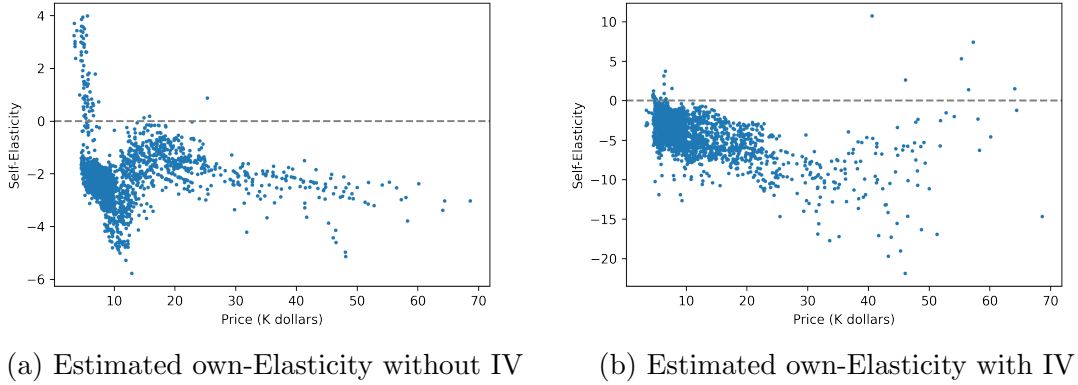 4
2
0
−2
−4
−6
Self-Elasticity
10 20 30 40 50 60 70
Price (K dollars)
(a) Estimated own-Elasticity without IV
10
5
0
−5
−10
−15
−20
Self-Elasticity
10 20 30 40 50 60 70
Price (K dollars)
(b) Estimated own-Elasticity with IV